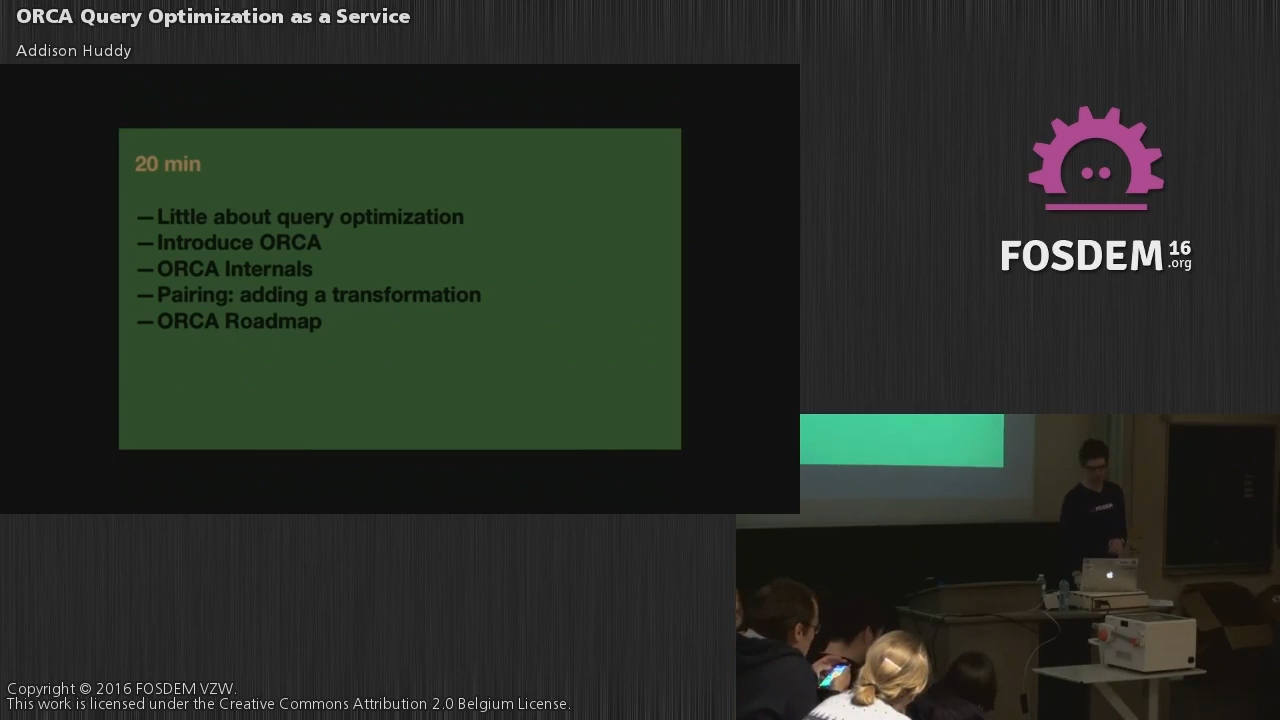 ORCA Query Optimization as a Service
Addison Huddy
20 min
—Little about query optimization
—Introduce ORCA
—ORCA Internals
—Pairing: adding a transformation
—ORCA Roadmap
FOSDEM 16
.org
FOSDEM
Copyright © 2016 FOSDEM VZW.
This work is licensed under the Creative Commons Attribution 2.0 Belgium License.